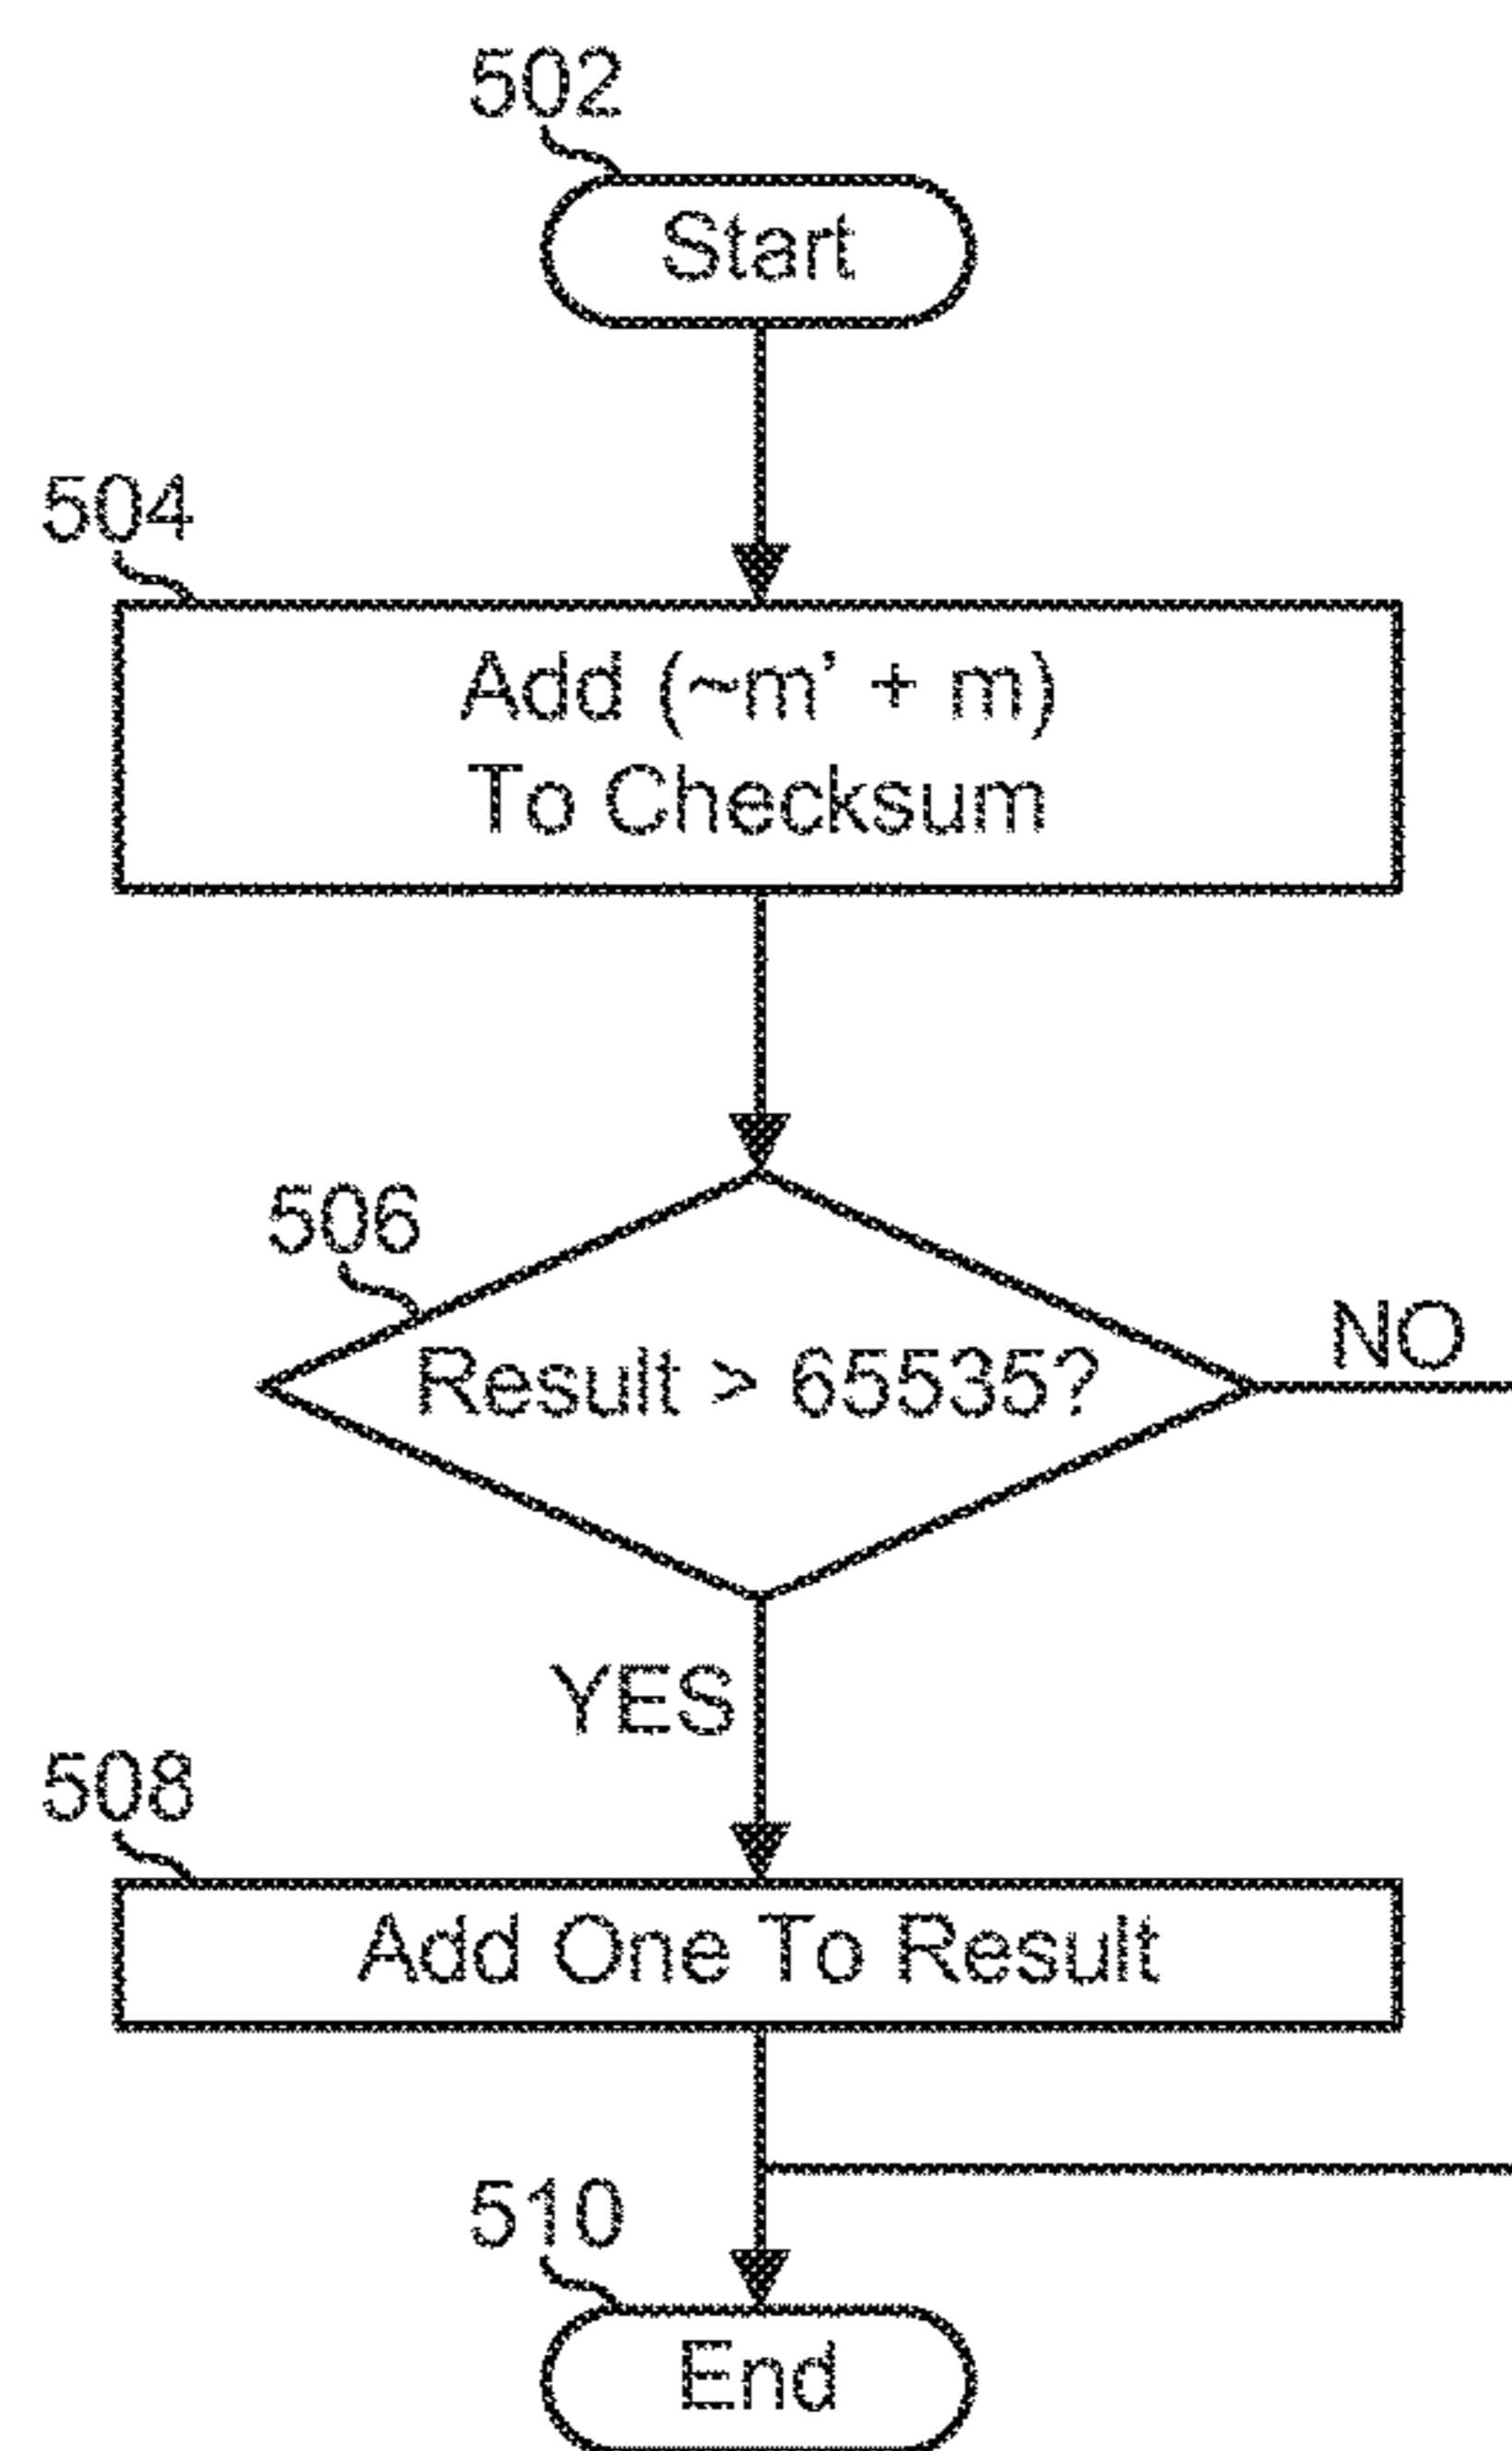 502
Start
504
Add (~m’ + m)
To Checksum
506
Result > 65535?
NO
YES
508
Add One To Result
510
End